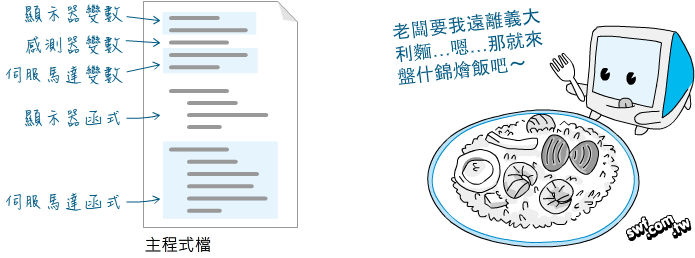 顯示器變數
感測器變數
伺服馬達變數
顯示器函式
伺服馬達函式
主程式檔
老闆要我遠離義大
利麵…嗯…那就來
盤什錦燴飯吧～
swf.com.tw